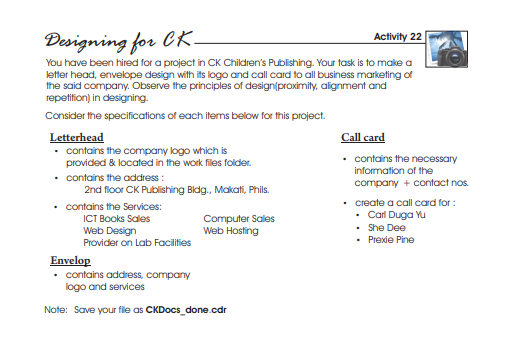 Designing for CK
Activity 22
You have been hired for a project in CK Children's Publishing. Your task is to make a
letter head, envelope design with its logo and call card to all business marketing of
the said company. Observe the principles of design(proximity, alignment and
repetition) in designing.
Consider the specifications of each items below for this project.
Letterhead
• contains the company logo which is
provided & located in the work files folder.
• contains the address :
2nd floor CK Publishing Bldg., Makati, Phils.
• contains the Services:
ICT Books Sales Computer Sales
Web Design Web Hosting
Provider on Lab Facilities
Envelop
• contains address, company
logo and services
Call card
• contains the necessary
information of the
company + contact nos.
• create a call card for :
• Carl Duga Yu
• She Dee
• Prexie Pine
Note: Save your file as CKDocs_done.cdr